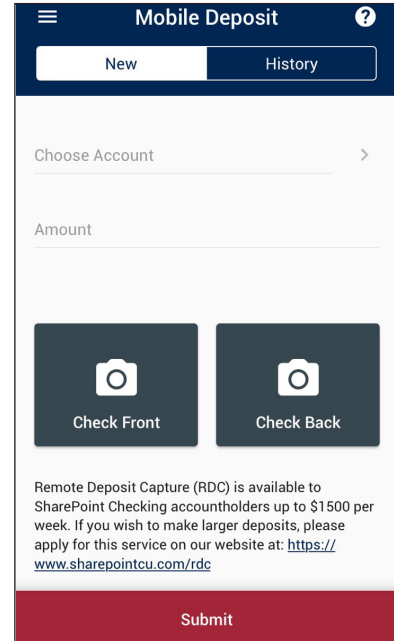 Mobile Deposit ?
New History
Choose Account
Amount
Check Front Check Back
Remote Deposit Capture (RDC) is available to
SharePoint Checking accountholders up to $1500 per
week. If you wish to make larger deposits, please
apply for this service on our website at: https://
www.sharepointcu.com/rdc
Submit